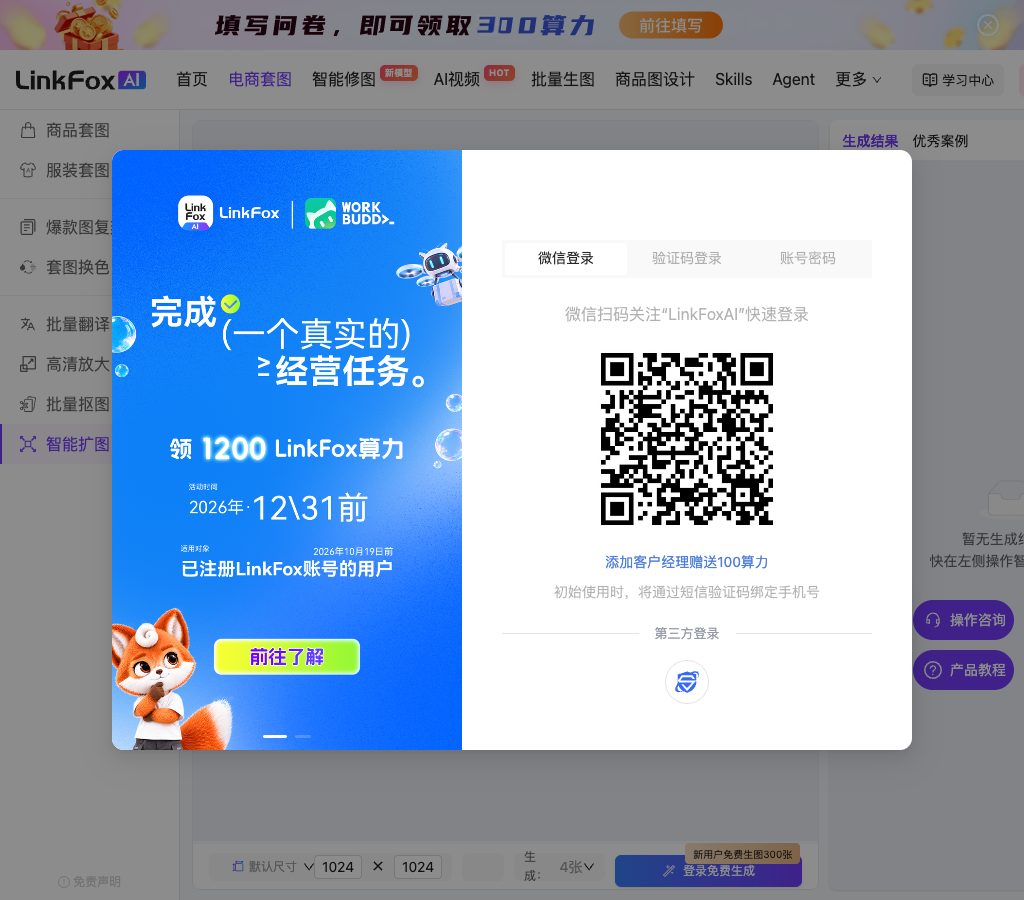 填写问卷，即可领取300算力
前往填写
LinkFox AI
首页
电商套图
智能修图
新模型
AI视频
HOT
批量生图
商品图设计
Skills
Agent
更多
学习中心
商品套图
服装套图
爆款图复
套图换色
批量翻译
高清放大
批量抠图
智能扩图
免责声明
生成结果
优秀案例
暂无生成
快在左侧操作智
操作咨询
产品教程
Link
Fox
AI
LinkFox
WORK
BUDD>_
完成
(一个真实的)
≥经营任务。
领 1200 LinkFox算力
活动时间
2026年·12\31前
适用对象
2026年10月19日前
已注册LinkFox账号的用户
前往了解
微信登录
验证码登录
账号密码
微信扫码关注“LinkFoxAI”快速登录
添加客户经理赠送100算力
初始使用时，将通过短信验证码绑定手机号
第三方登录
默认尺寸
1024
×
1024
生
成：
4张
新用户免费生图300张
登录免费生成